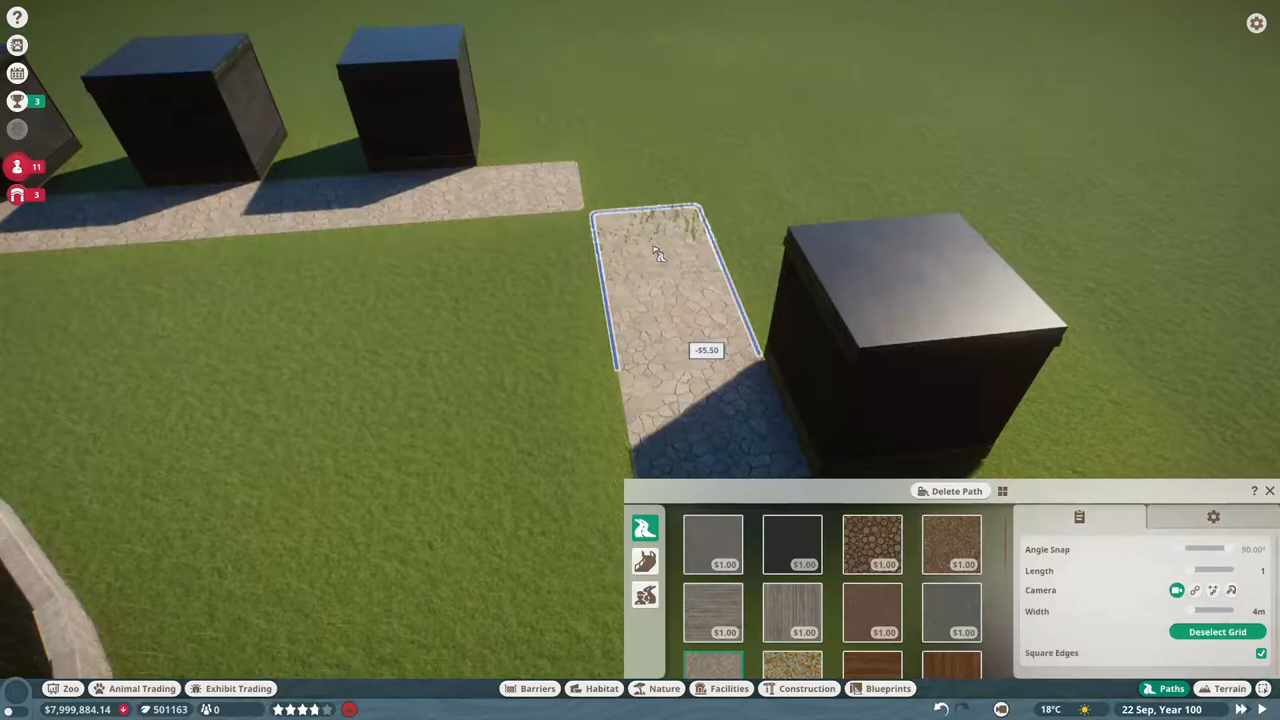 ?
3
11
3
-$5.50
Delete Path
?
$1.00 $1.00 $1.00 $1.00
$1.00 $1.00 $1.00 $1.00
Angle Snap 90.00°
Length 1
Camera
Width 4m
Deselect Grid
Square Edges
Zoo Animal Trading Exhibit Trading Barriers Habitat Nature Facilities Construction Blueprints Paths Terrain
$7,999,884.14 501163 0 18°C 22 Sep, Year 100